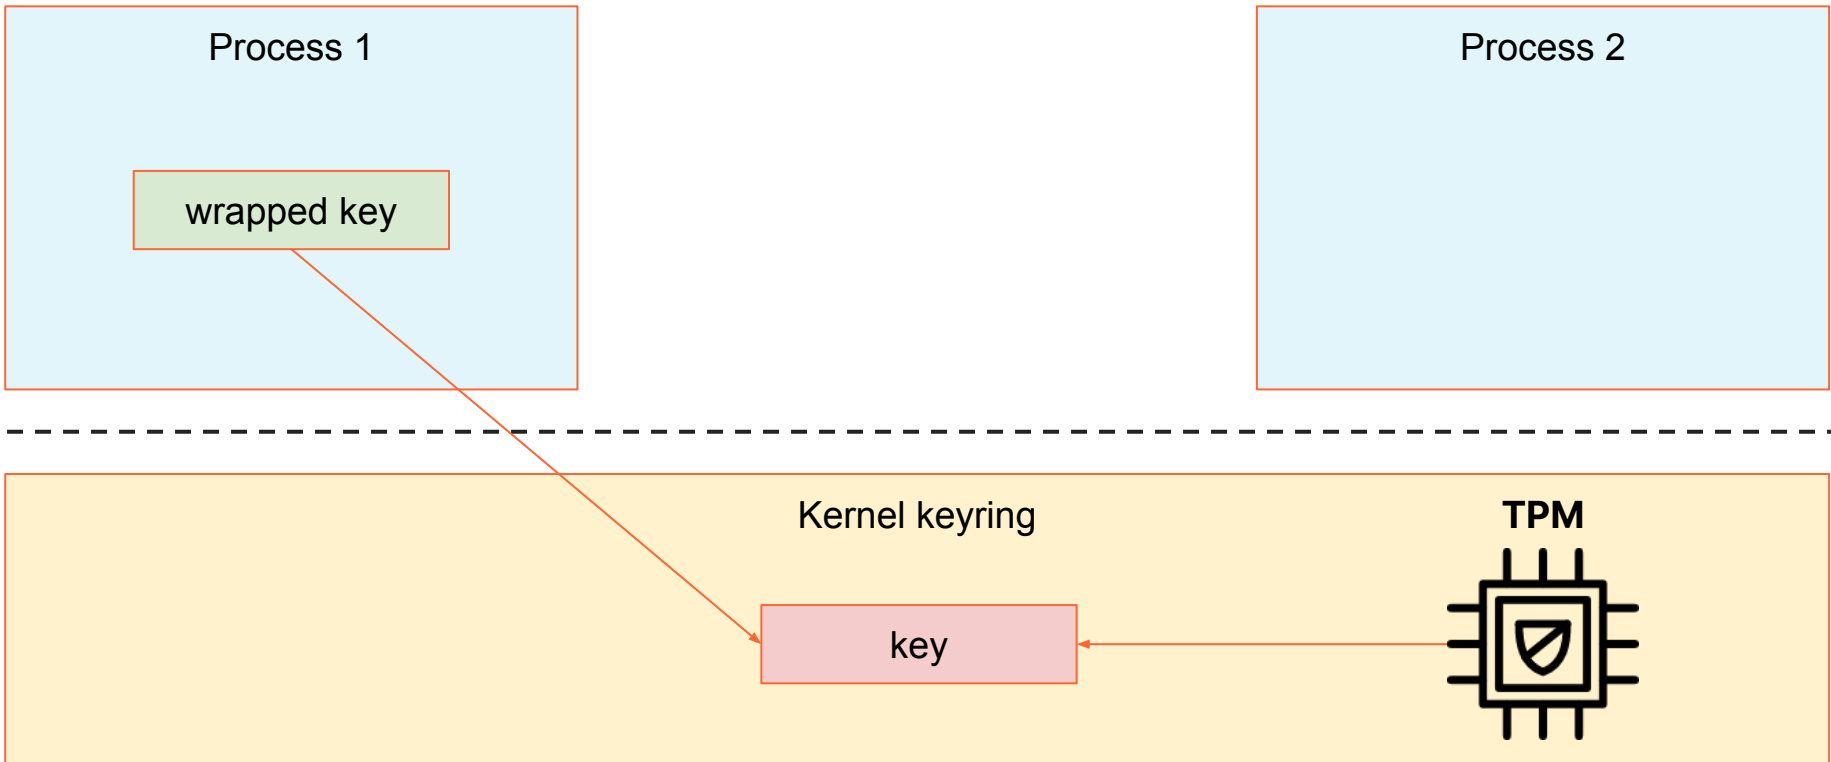 Process 1
Process 2
wrapped key
Kernel keyring
TPM
key